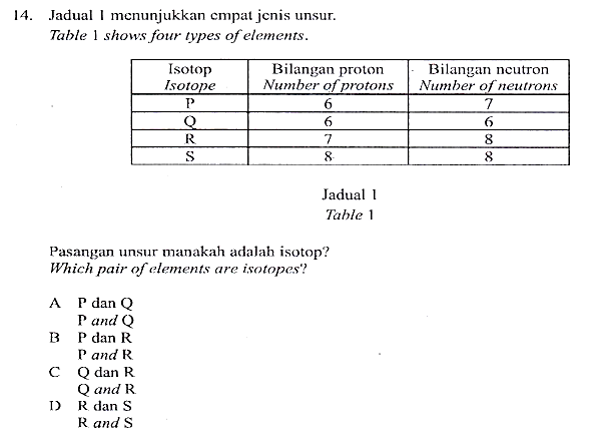 14. Jadual 1 menunjukkan empat jenis unsur.
Table 1 shows four types of elements.
Isotop Bilangan proton Bilangan neutron
Isotope Number of protons Number of neutrons
P 6 7
Q 6 6
R 7 8
S 8 8
Jadual 1
Table 1
Pasangan unsur manakah adalah isotop?
Which pair of elements are isotopes?
A P dan Q
P and Q
B P dan R
P and R
C Q dan R
Q and R
D R dan S
R and S